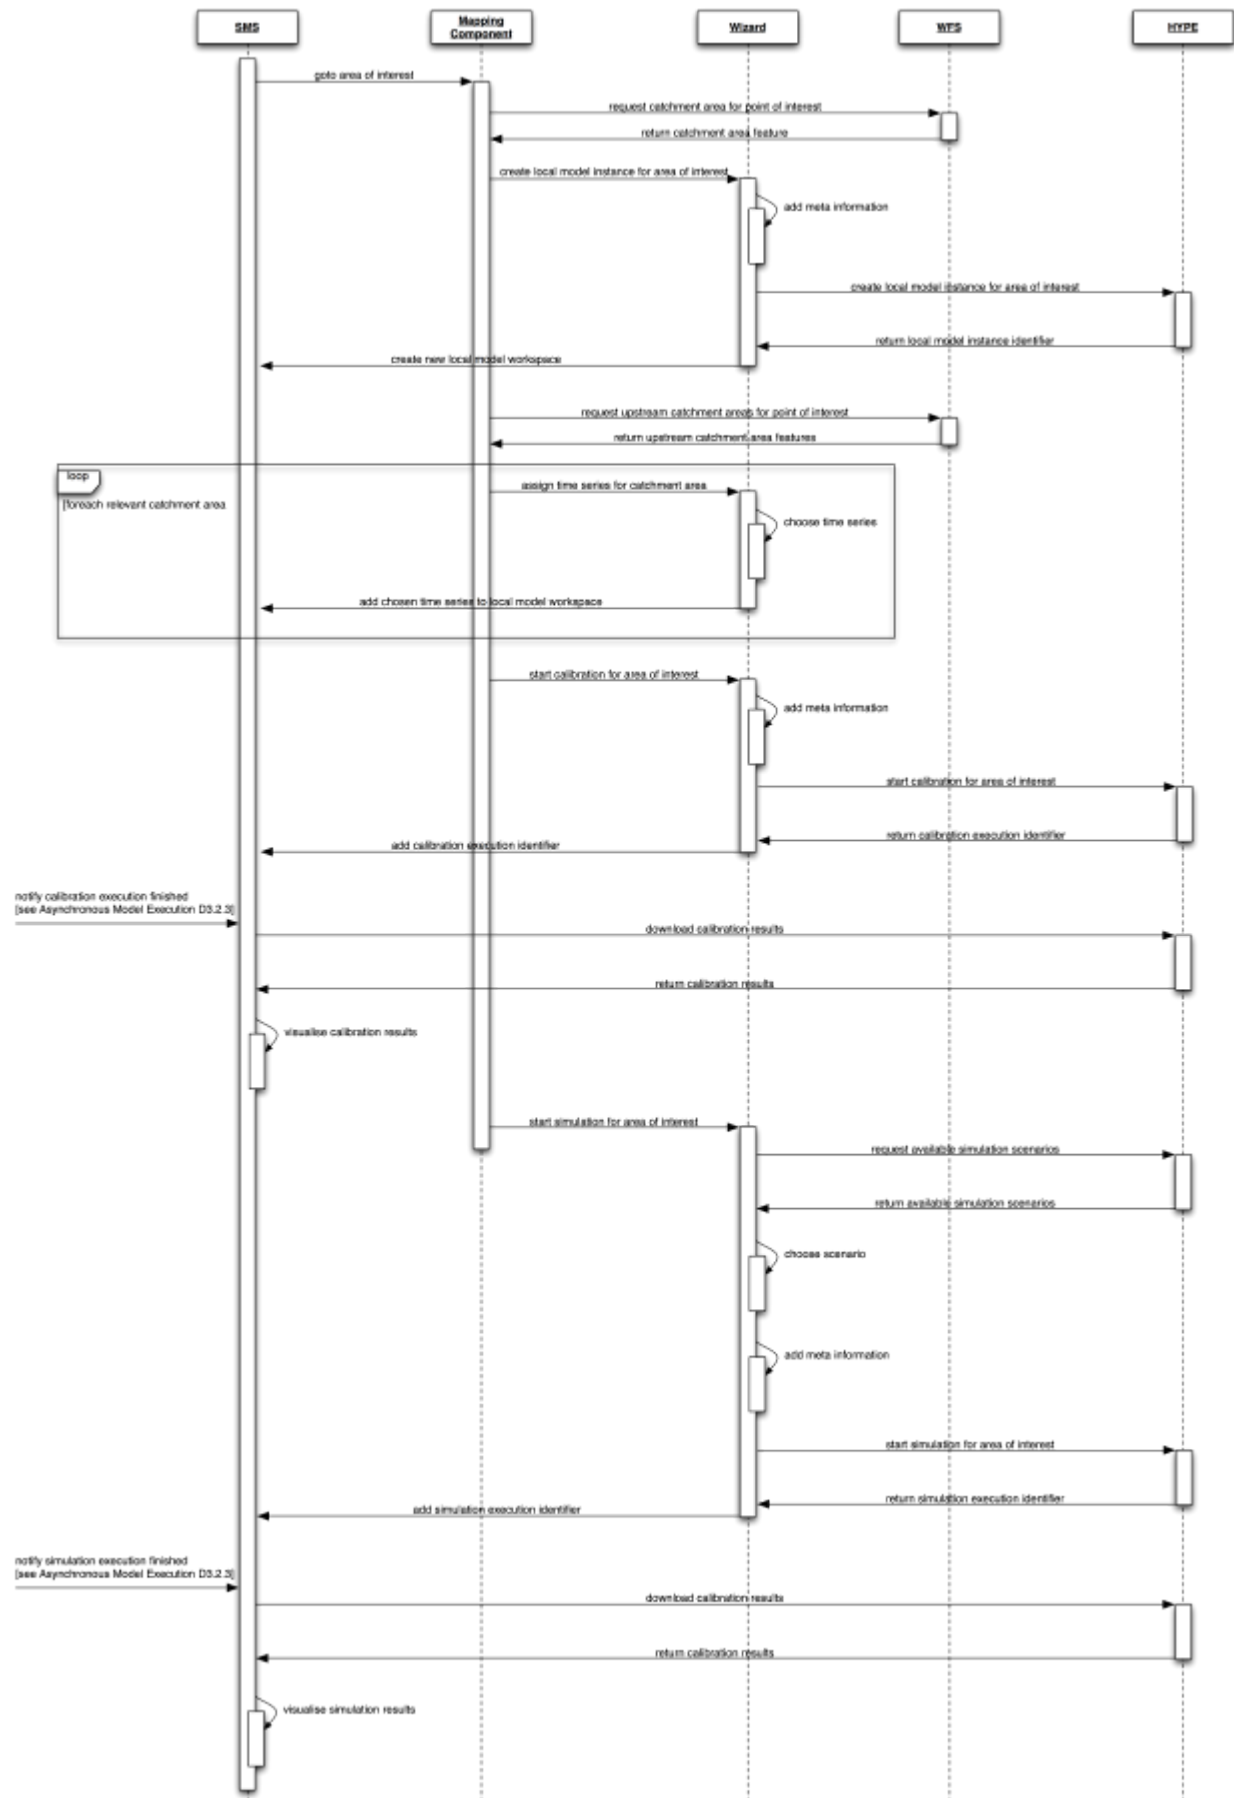 SMS
Mapping
Component
Wizard
WFS
HYPE
goto area of interest
request catchment area for point of interest
return catchment area feature
create local model instance for area of interest
add meta information
create local model instance for area of interest
return local model instance identifier
create new local model workspace
request upstream catchment areas for point of interest
return upstream catchment area features
loop
[foreach relevant catchment area
assign time series for catchment area
choose time series
add chosen time series to local model workspace
start calibration for area of interest
add meta information
start calibration for area of interest
return calibration execution identifier
add calibration execution identifier
notify calibration execution finished
[see Asynchronous Model Execution D3.2.3]
download calibration results
return calibration results
visualise calibration results
start simulation for area of interest
request available simulation scenarios
return available simulation scenarios
choose scenario
add meta information
start simulation for area of interest
return simulation execution identifier
add simulation execution identifier
notify simulation execution finished
[see Asynchronous Model Execution D3.2.3]
download calibration results
return calibration results
visualise simulation results